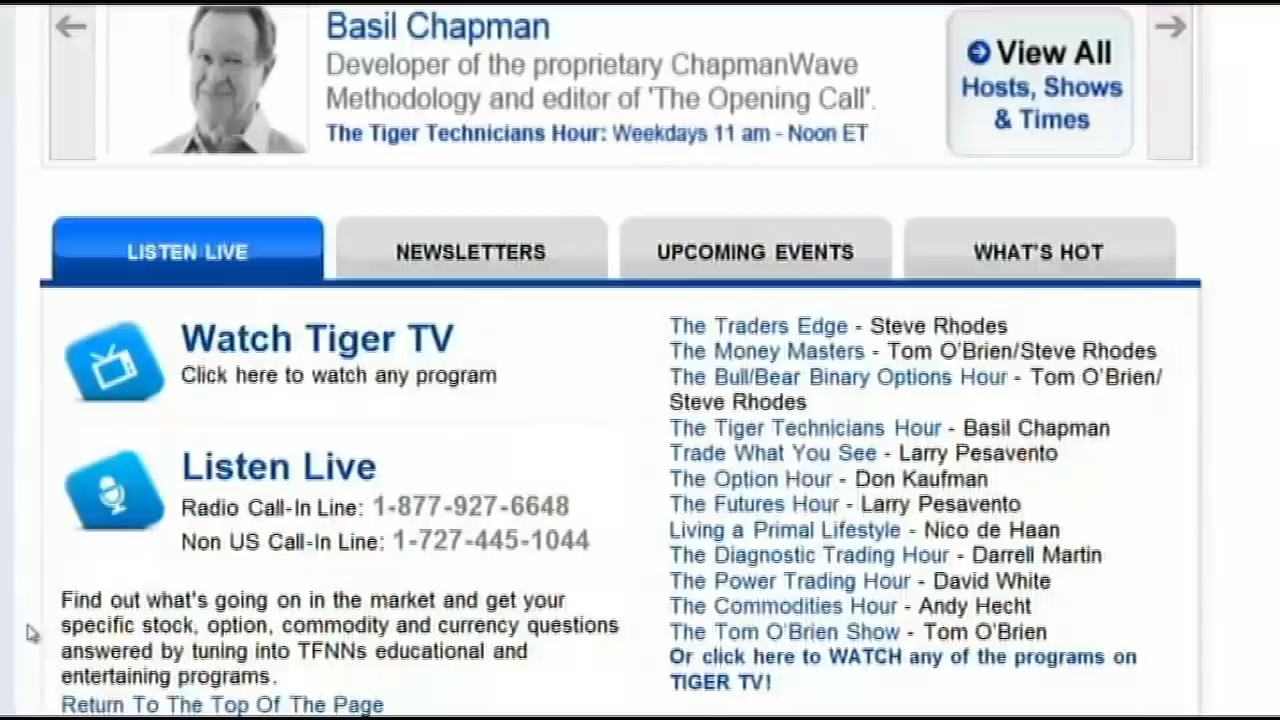 Basil Chapman
Developer of the proprietary ChapmanWave
Methodology and editor of 'The Opening Call'.
The Tiger Technicians Hour: Weekdays 11 am - Noon ET
View All
Hosts, Shows
& Times
LISTEN LIVE
NEWSLETTERS
UPCOMING EVENTS
WHAT'S HOT
Watch Tiger TV
Click here to watch any program
Listen Live
Radio Call-In Line: 1-877-927-6648
Non US Call-In Line: 1-727-445-1044
Find out what's going on in the market and get your
specific stock, option, commodity and currency questions
answered by tuning into TFNNs educational and
entertaining programs.
Return To The Top Of The Page
The Traders Edge - Steve Rhodes
The Money Masters - Tom O'Brien/Steve Rhodes
The Bull/Bear Binary Options Hour - Tom O'Brien/
Steve Rhodes
The Tiger Technicians Hour - Basil Chapman
Trade What You See - Larry Pesavento
The Option Hour - Don Kaufman
The Futures Hour - Larry Pesavento
Living a Primal Lifestyle - Nico de Haan
The Diagnostic Trading Hour - Darrell Martin
The Power Trading Hour - David White
The Commodities Hour - Andy Hecht
The Tom O'Brien Show - Tom O'Brien
Or click here to WATCH any of the programs on
TIGER TV!